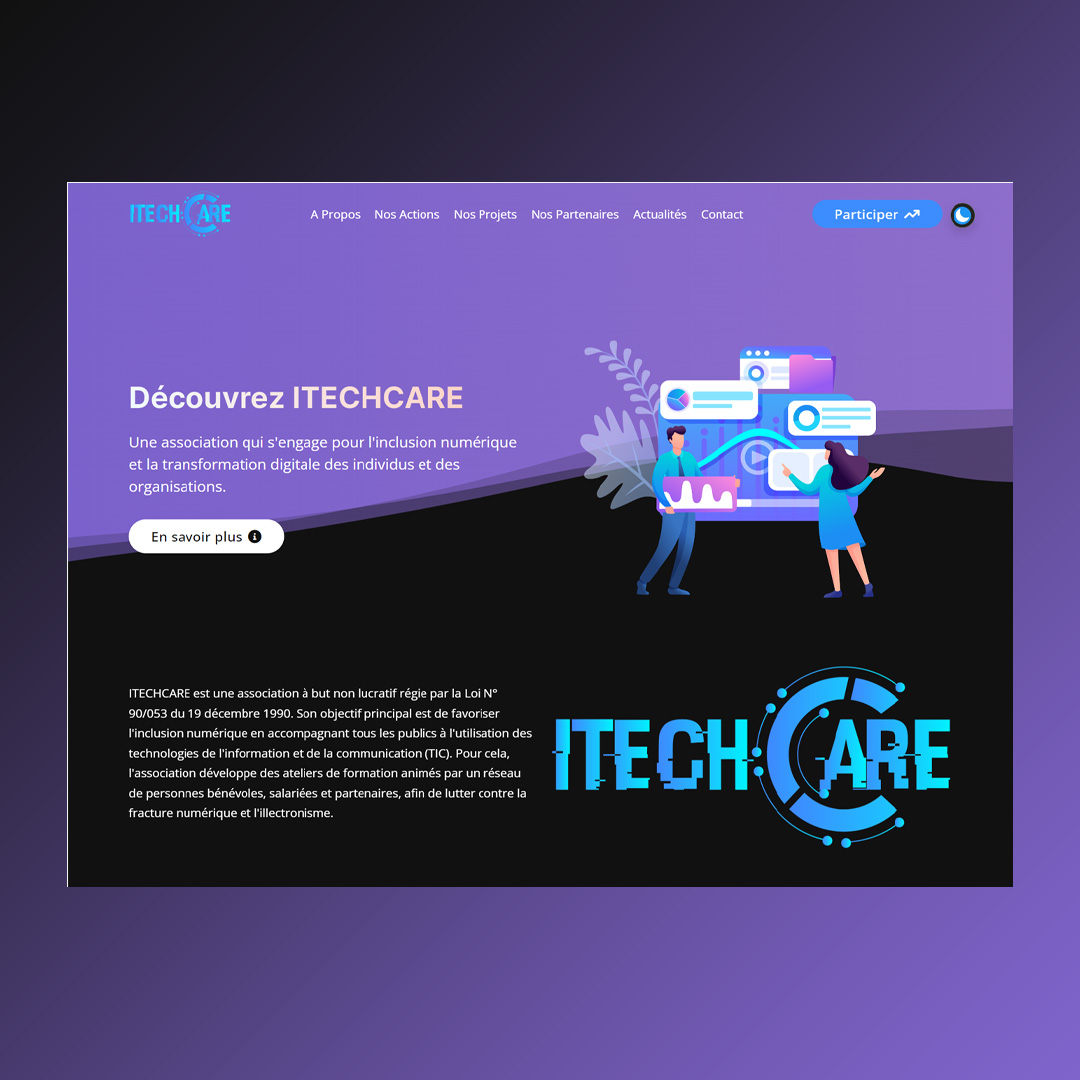 ITECHCARE
A Propos Nos Actions Nos Projets Nos Partenaires Actualités Contact
Participer
Découvrez ITECHCARE
Une association qui s'engage pour l'inclusion numérique
et la transformation digitale des individus et des
organisations.
En savoir plus
ITECHCARE est une association à but non lucratif régie par la Loi N°
90/053 du 19 décembre 1990. Son objectif principal est de favoriser
l'inclusion numérique en accompagnant tous les publics à l'utilisation des
technologies de l'information et de la communication (TIC). Pour cela,
l'association développe des ateliers de formation animés par un réseau
de personnes bénévoles, salariées et partenaires, afin de lutter contre la
fracture numérique et l'illectronisme.
ITECHCARE